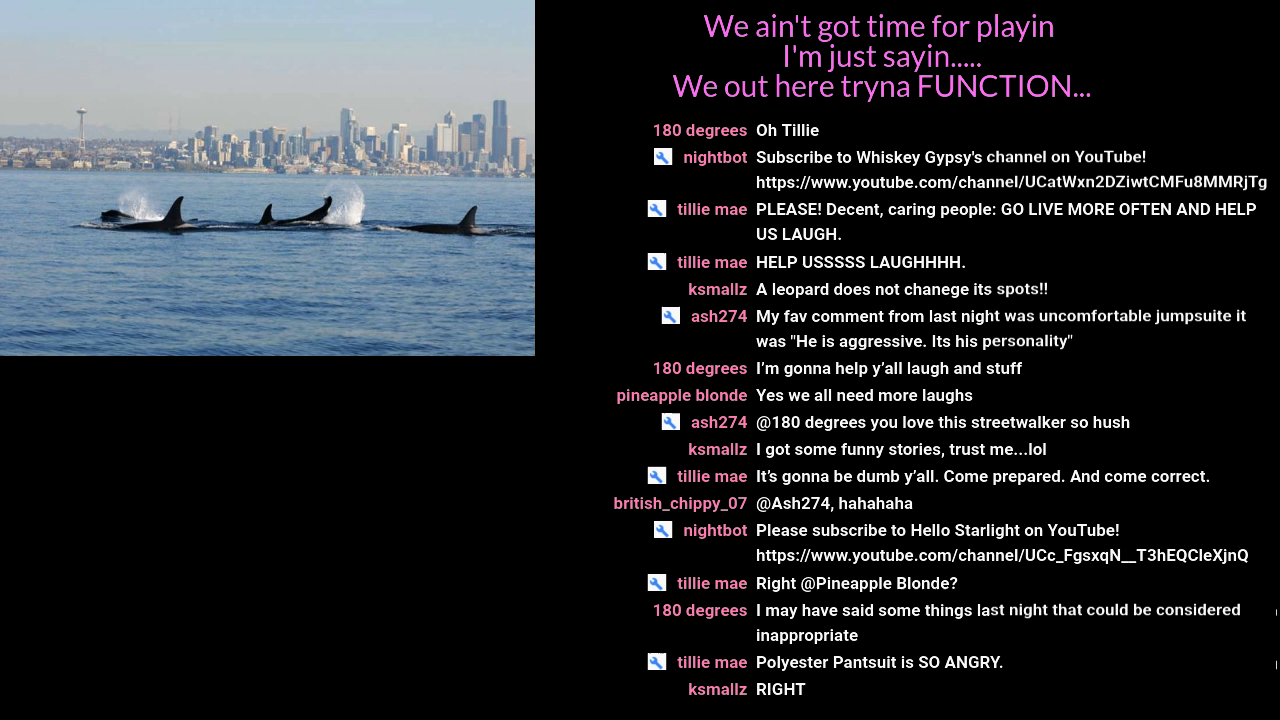 We ain't got time for playin
I'm just sayin.....
We out here tryna FUNCTION...
180 degrees Oh Tillie
nightbot Subscribe to Whiskey Gypsy's channel on YouTube!
https://www.youtube.com/channel/UCatWxn2DZiwtCMFu8MMRjTg
tillie mae PLEASE! Decent, caring people: GO LIVE MORE OFTEN AND HELP
US LAUGH.
tillie mae HELP USSSSS LAUGHHHH.
ksmallz A leopard does not chanege its spots!!
ash274 My fav comment from last night was uncomfortable jumpsuite it
was "He is aggressive. Its his personality"
180 degrees I’m gonna help y’all laugh and stuff
pineapple blonde Yes we all need more laughs
ash274 @180 degrees you love this streetwalker so hush
ksmallz I got some funny stories, trust me...lol
tillie mae It’s gonna be dumb y’all. Come prepared. And come correct.
british_chippy_07 @Ash274, hahahaha
nightbot Please subscribe to Hello Starlight on YouTube!
https://www.youtube.com/channel/UCc_FgsxqN__T3hEQCIeXjnQ
tillie mae Right @Pineapple Blonde?
180 degrees I may have said some things last night that could be considered
inappropriate
tillie mae Polyester Pantsuit is SO ANGRY.
ksmallz RIGHT